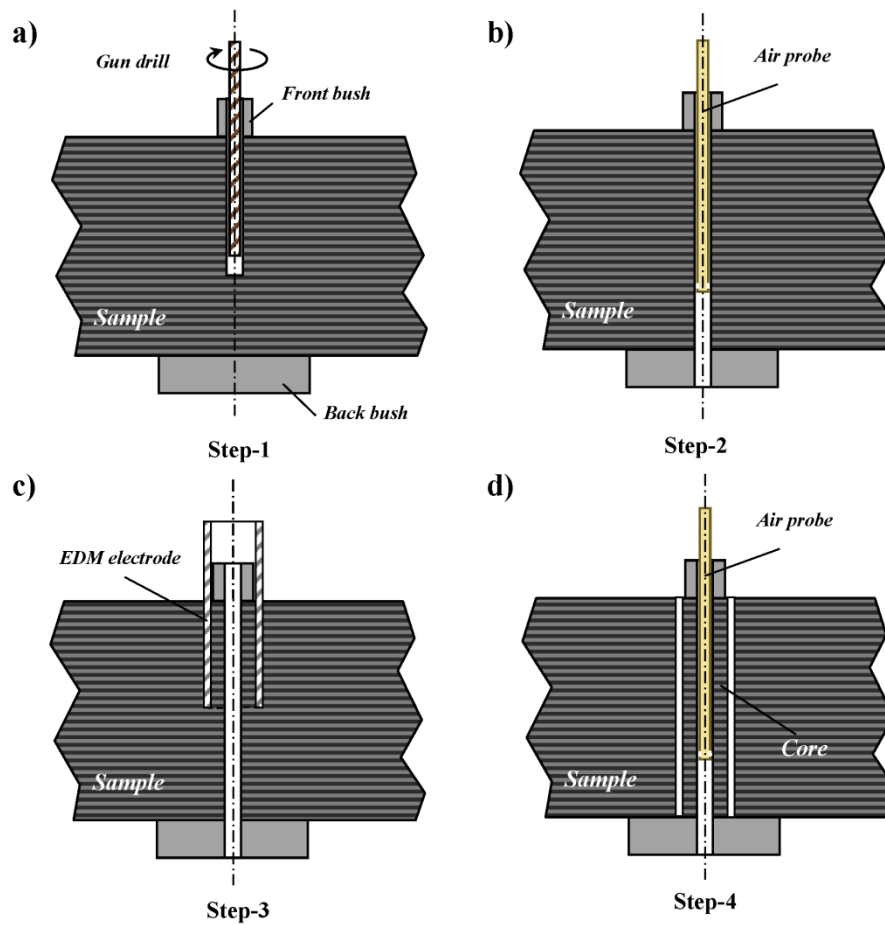 a)
Gun drill
Front bush
Sample
Back bush
Step-1
b)
Air probe
Sample
Step-2
c)
EDM electrode
Sample
Step-3
d)
Air probe
Core
Sample
Step-4